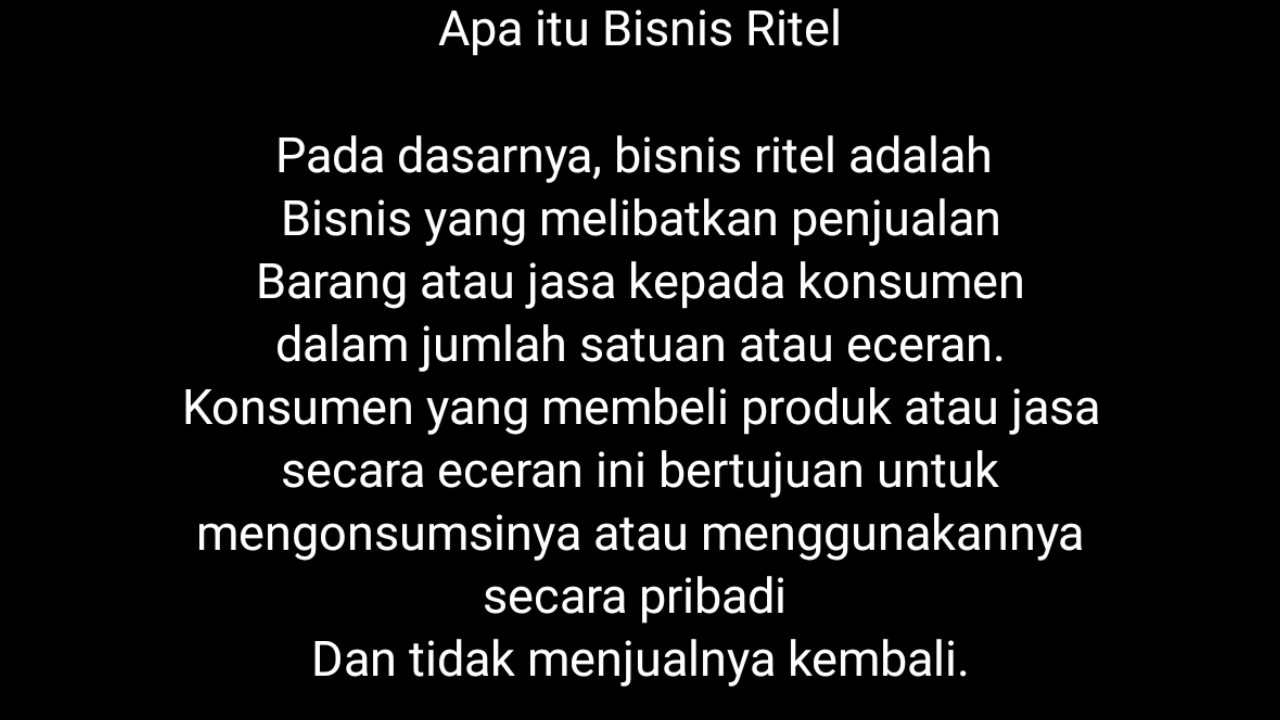 Apa itu Bisnis Ritel
Pada dasarnya, bisnis ritel adalah
Bisnis yang melibatkan penjualan
Barang atau jasa kepada konsumen
dalam jumlah satuan atau eceran.
Konsumen yang membeli produk atau jasa
secara eceran ini bertujuan untuk
mengonsumsinya atau menggunakannya
secara pribadi
Dan tidak menjualnya kembali.